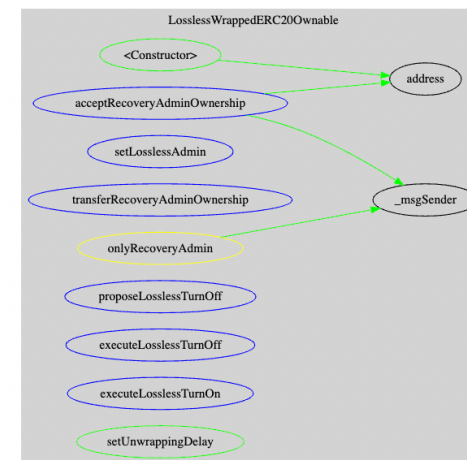 LosslessWrappedERC20Ownable
<Constructor>
address
acceptRecoveryAdminOwnership
setLosslessAdmin
transferRecoveryAdminOwnership
_msgSender
onlyRecoveryAdmin
proposeLosslessTurnOff
executeLosslessTurnOff
executeLosslessTurnOn
setUnwrappingDelay